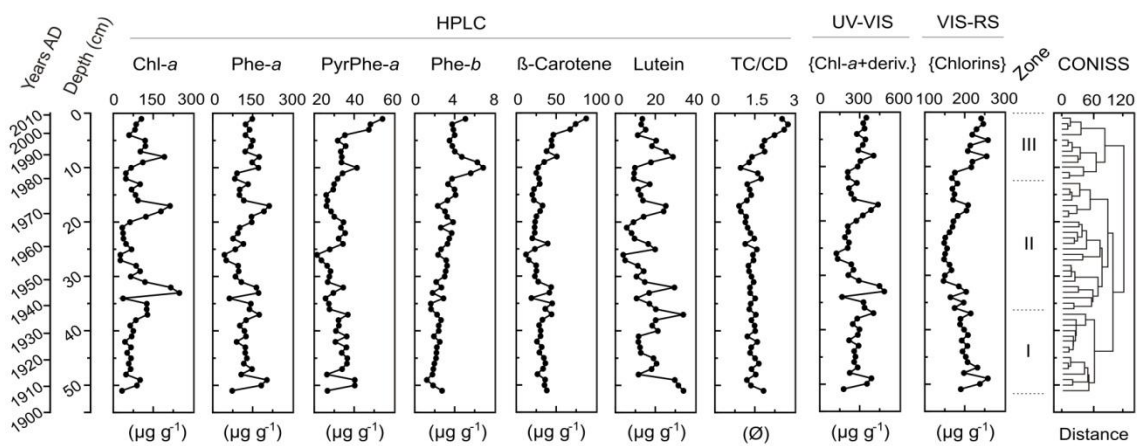 HPLC UV-VIS VIS-RS
Years AD Depth (cm) Chl-a Phe-a PyrPhe-a Phe-b ß-Carotene Lutein TC/CD {Chl-a+deriv.} {Chlorins} Zone CONISS
0 150 300 0 150 300 20 40 60 0 4 8 0 50 100 0 20 40 0 1.5 3 0 300 600 100 200 300 0 60 120
2010 0
2000
1990 III
1980 10
1970 20
1960 II
1950 30
1940
1930 40
1920 I
1910 50
1900
(µg g⁻¹) (µg g⁻¹) (µg g⁻¹) (µg g⁻¹) (µg g⁻¹) (µg g⁻¹) (Ø) (µg g⁻¹) (µg g⁻¹) Distance